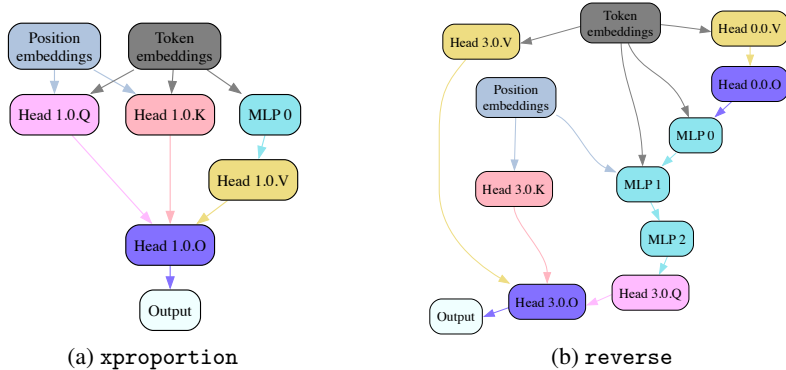 Position
embeddings
Token
embeddings
Head 1.0.Q
Head 1.0.K
MLP 0
Head 1.0.V
Head 1.0.O
Output
(a) xproportion
Token
embeddings
Head 3.0.V
Head 0.0.V
Position
embeddings
Head 0.0.O
MLP 0
Head 3.0.K
MLP 1
MLP 2
Head 3.0.Q
Head 3.0.O
Output
(b) reverse